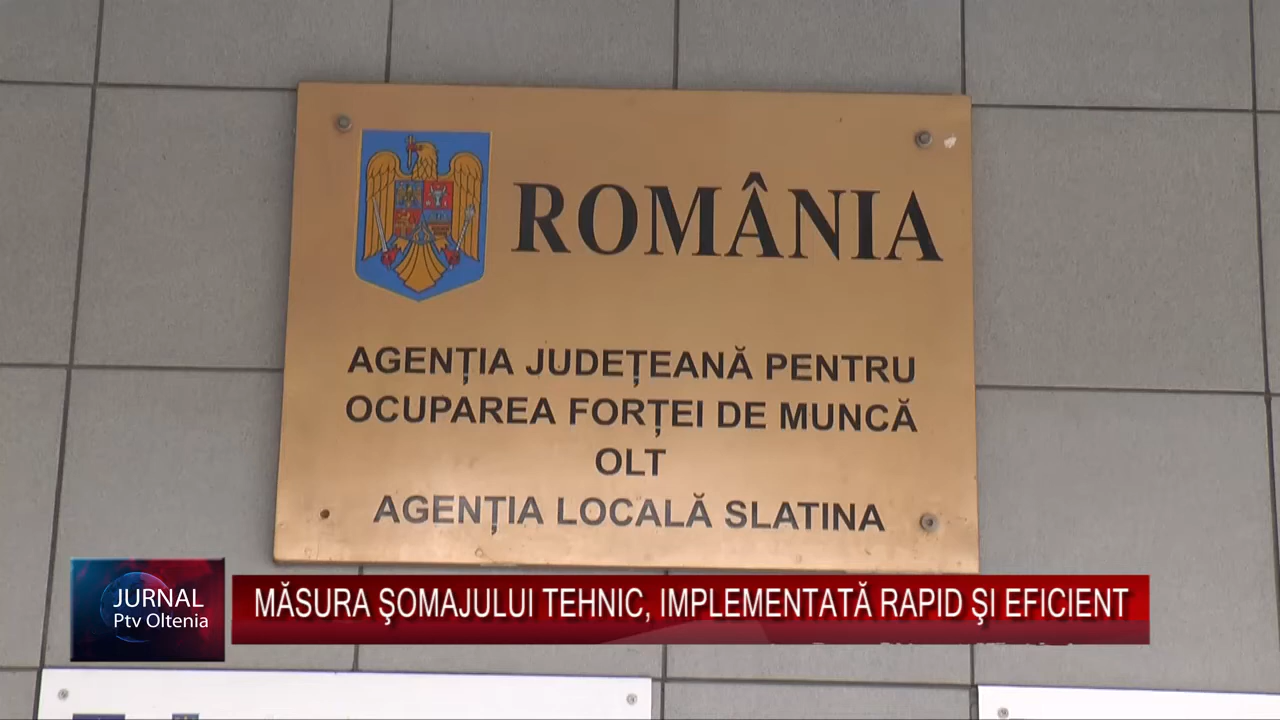 ROMÂNIA
AGENȚIA JUDEȚEANĂ PENTRU
OCUPAREA FORȚEI DE MUNCĂ
OLT
AGENȚIA LOCALĂ SLATINA
JURNAL
Ptv Oltenia
MĂSURA ŞOMAJULUI TEHNIC, IMPLEMENTATĂ RAPID ŞI EFICIENT